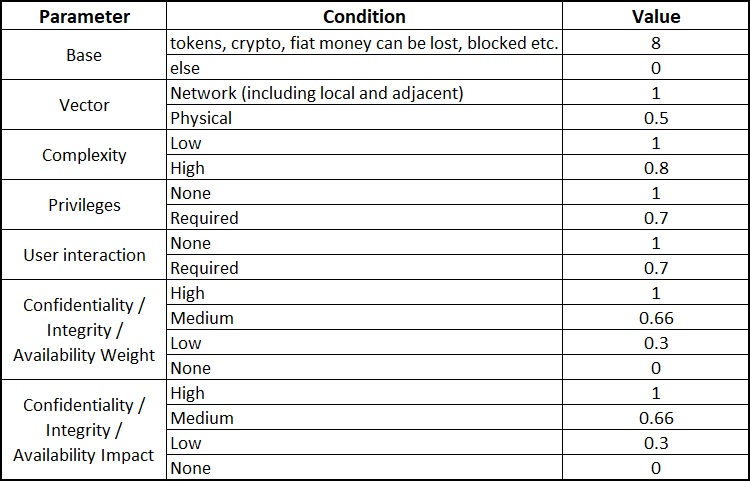 Parameter Condition Value
Base
tokens, crypto, fiat money can be lost, blocked etc. 8
else 0
Vector
Network (including local and adjacent) 1
Physical 0.5
Complexity
Low 1
High 0.8
Privileges
None 1
Required 0.7
User interaction
None 1
Required 0.7
Confidentiality /
Integrity /
Availability Weight
High 1
Medium 0.66
Low 0.3
None 0
Confidentiality /
Integrity /
Availability Impact
High 1
Medium 0.66
Low 0.3
None 0